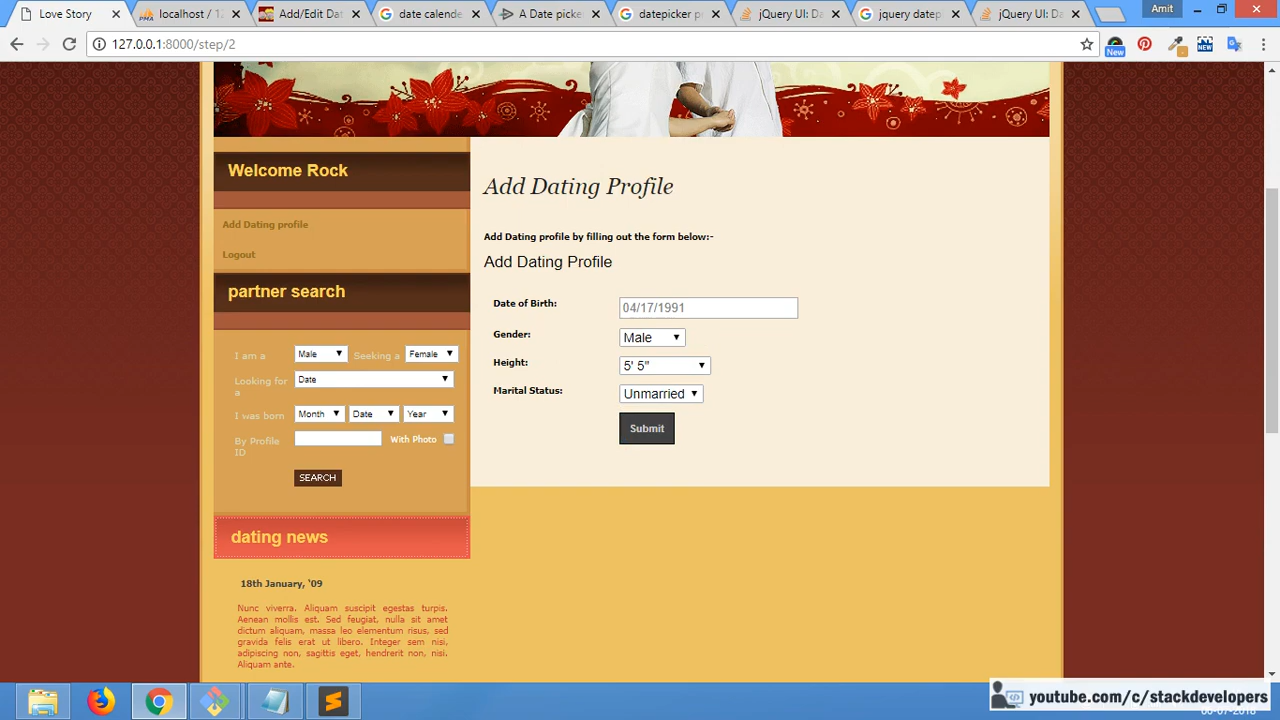 Love Story
localhost / 12
Add/Edit Dat
date calende
A Date picke
datepicker p
jQuery UI: Da
jquery datep
jQuery UI: Da
Amit
127.0.0.1:8000/step/2
New
NEW
Welcome Rock
Add Dating profile
Logout
partner search
I am a Male Seeking a Female
Looking for a Date
I was born Month Date Year
By Profile ID With Photo
SEARCH
dating news
18th January, '09
Nunc viverra. Aliquam suscipit egestas turpis.
Aenean mollis est. Sed feugiat, nulla sit amet
dictum aliquam, massa leo elementum risus, sed
gravida felis erat ut libero. Integer sem nisi,
adipiscing non, sagittis eget, hendrerit non, nisi.
Aliquam ante.
Add Dating Profile
Add Dating profile by filling out the form below:-
Add Dating Profile
Date of Birth: 04/17/1991
Gender: Male
Height: 5' 5"
Marital Status: Unmarried
Submit
youtube.com/c/stackdevelopers